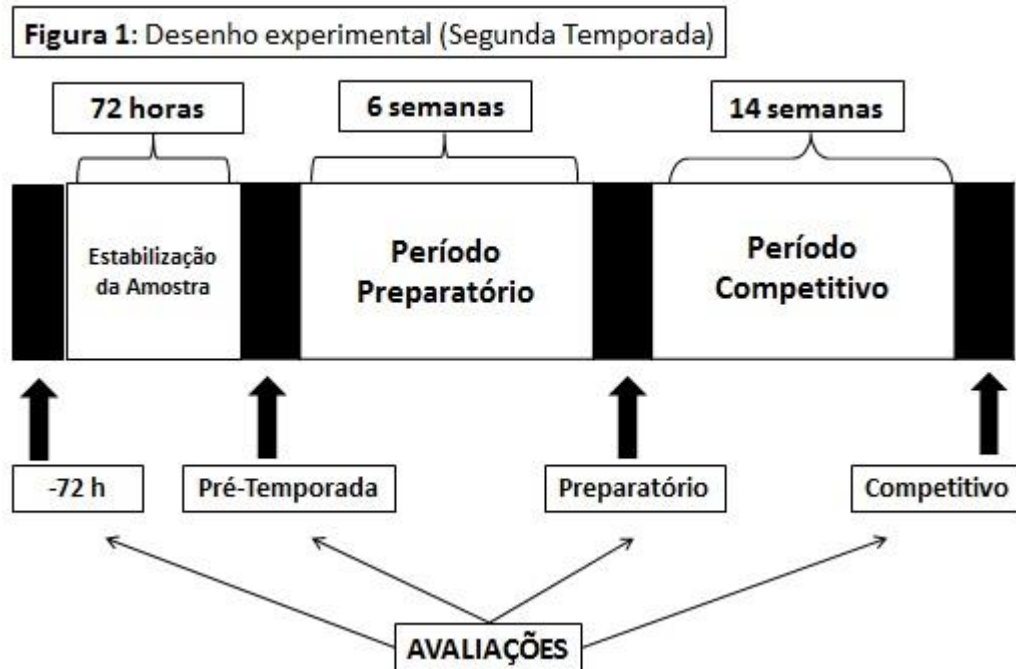 Figura 1: Desenho experimental (Segunda Temporada)
72 horas
6 semanas
14 semanas
Estabilização
da Amostra
Período
Preparatório
Período
Competitivo
-72 h
Pré-Temporada
Preparatório
Competitivo
AVALIAÇÕES